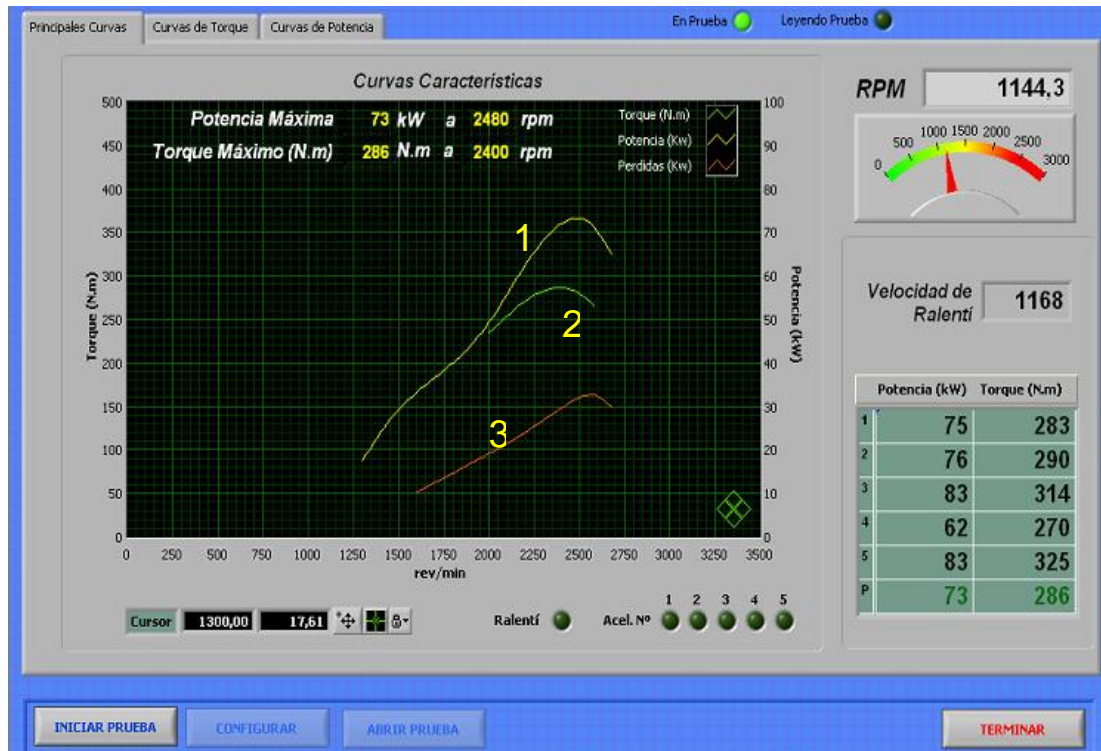 Principales Curvas Curvas de Torque Curvas de Potencia En Prueba Leyendo Prueba
Curvas Características
Potencia Máxima 73 kW a 2480 rpm
Torque Máximo (N.m) 286 N.m a 2400 rpm
Torque (N.m)
Potencia (Kw)
Perdidas (Kw)
Torque (N.m)
500
450
400
350
300
250
200
150
100
50
0
1
2
3
100
90
80
70
60
50
40
30
20
10
0
Potencia (kW)
0 250 500 750 1000 1250 1500 1750 2000 2250 2500 2750 3000 3250 3500
rev/min
Cursor 1300,00 17,61 Ralentí Acel. Nº 1 2 3 4 5
RPM 1144,3
0 500 1000 1500 2000 2500 3000
Velocidad de
Ralentí 1168
Potencia (kW) Torque (N.m)
1 75 283
2 76 290
3 83 314
4 62 270
5 83 325
P 73 286
INICIAR PRUEBA CONFIGURAR ABRIR PRUEBA TERMINAR